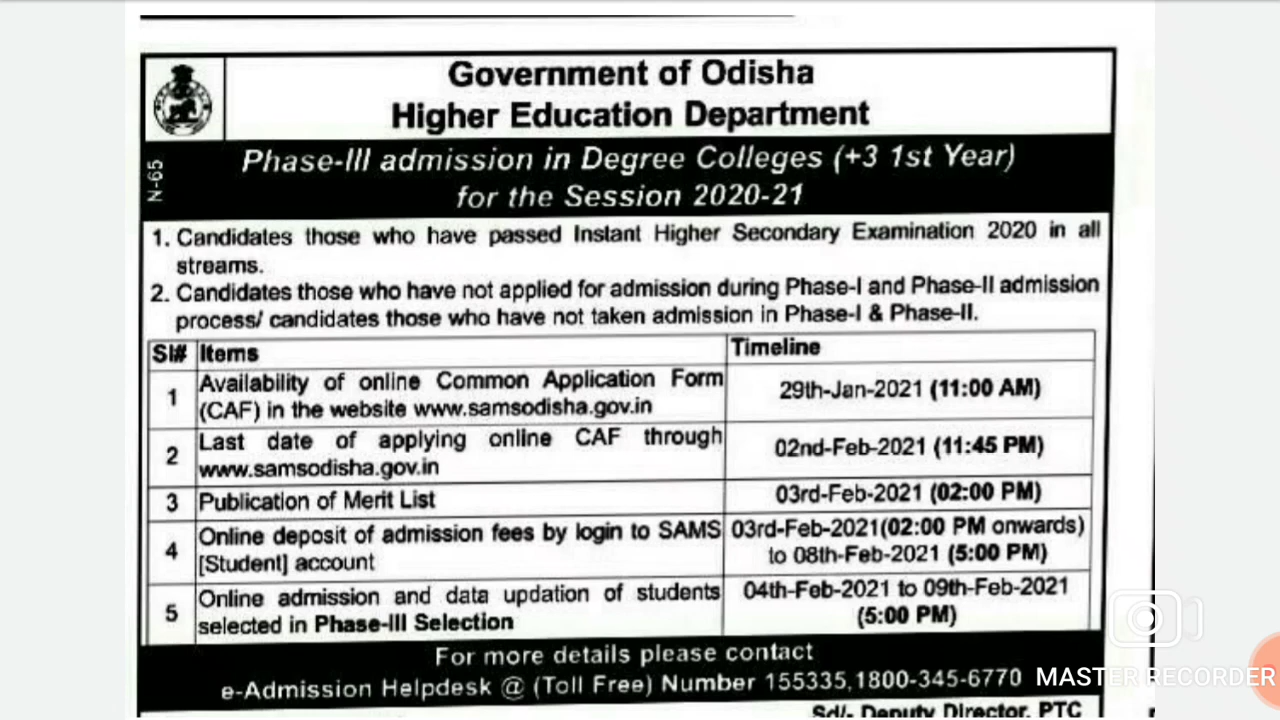 Government of Odisha
Higher Education Department
N-65
Phase-III admission in Degree Colleges (+3 1st Year)
for the Session 2020-21
1. Candidates those who have passed Instant Higher Secondary Examination 2020 in all
streams.
2. Candidates those who have not applied for admission during Phase-I and Phase-II admission
process/ candidates those who have not taken admission in Phase-I & Phase-II.
Sl# Items Timeline
1 Availability of online Common Application Form
(CAF) in the website www.samsodisha.gov.in
29th-Jan-2021 (11:00 AM)
2 Last date of applying online CAF through
www.samsodisha.gov.in
02nd-Feb-2021 (11:45 PM)
3 Publication of Merit List 03rd-Feb-2021 (02:00 PM)
4 Online deposit of admission fees by login to SAMS
[Student] account
03rd-Feb-2021(02:00 PM onwards)
to 08th-Feb-2021 (5:00 PM)
5 Online admission and data updation of students
selected in Phase-III Selection
04th-Feb-2021 to 09th-Feb-2021
(5:00 PM)
For more details please contact
e-Admission Helpdesk @ (Toll Free) Number 155335,1800-345-6770
MASTER RECORDER
Sd/- Deputy Director, PTC